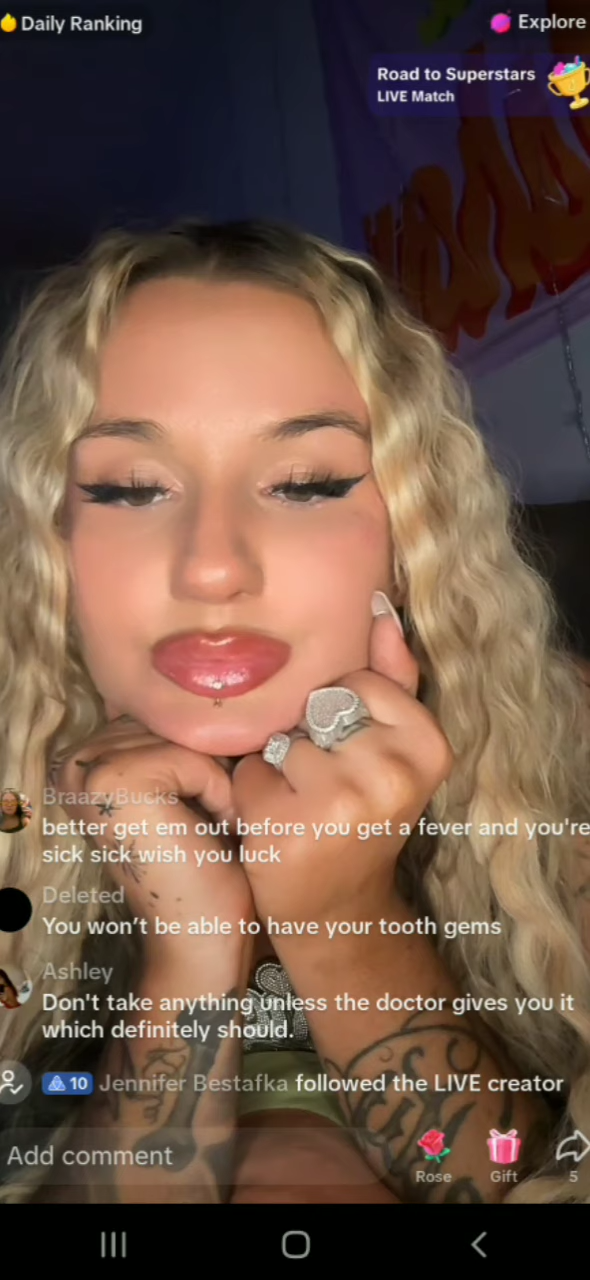 Daily Ranking
Explore
Road to Superstars
LIVE Match
BraazyBucks
better get em out before you get a fever and you're
sick sick wish you luck
Deleted
You won’t be able to have your tooth gems
Ashley
Don't take anything unless the doctor gives you it
which definitely should.
10 Jennifer Bestafka followed the LIVE creator
Add comment
Rose
Gift
5